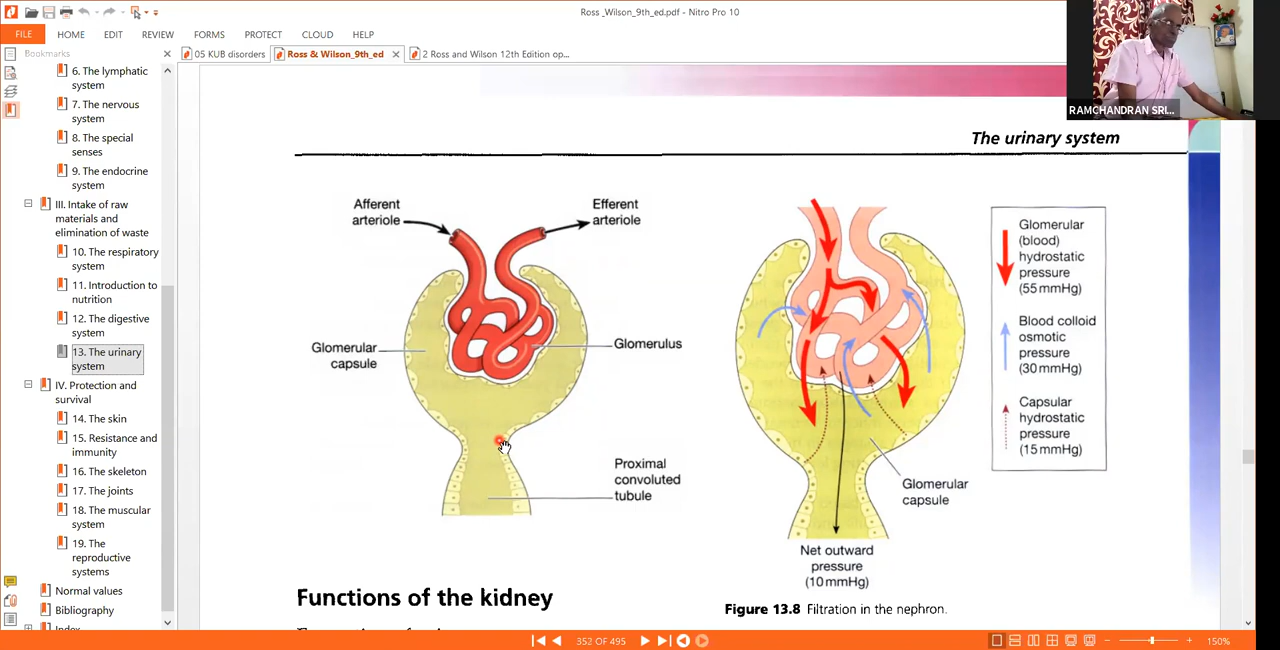 Ross _Wilson_9th_ed.pdf - Nitro Pro 10
FILE HOME EDIT REVIEW FORMS PROTECT CLOUD HELP
Bookmarks
05 KUB disorders
Ross & Wilson_9th_ed
2 Ross and Wilson 12th Edition op...
6. The lymphatic
system
7. The nervous
system
8. The special
senses
9. The endocrine
system
III. Intake of raw
materials and
elimination of waste
10. The respiratory
system
11. Introduction to
nutrition
12. The digestive
system
13. The urinary
system
IV. Protection and
survival
14. The skin
15. Resistance and
immunity
16. The skeleton
17. The joints
18. The muscular
system
19. The
reproductive
systems
Normal values
Bibliography
Index
RAMCHANDRAN SRI...
The urinary system
Afferent
arteriole
Efferent
arteriole
Glomerular
capsule
Glomerulus
Proximal
convoluted
tubule
Glomerular
(blood)
hydrostatic
pressure
(55 mmHg)
Blood colloid
osmotic
pressure
(30 mmHg)
Capsular
hydrostatic
pressure
(15 mmHg)
Glomerular
capsule
Net outward
pressure
(10 mmHg)
Functions of the kidney
Figure 13.8 Filtration in the nephron.
352 OF 495
150%